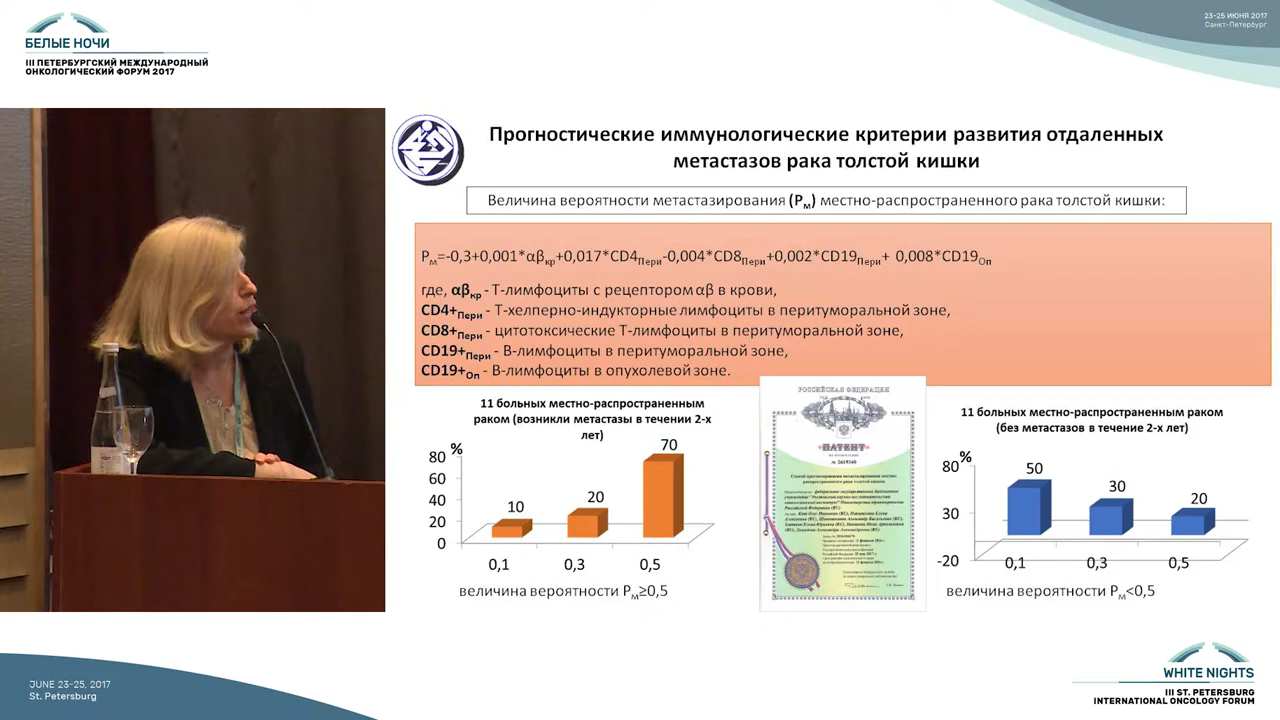 БЕЛЫЕ НОЧИ
III ПЕТЕРБУРГСКИЙ МЕЖДУНАРОДНЫЙ
ОНКОЛОГИЧЕСКИЙ ФОРУМ 2017
23-25 ИЮНЯ 2017
Санкт-Петербург
Прогностические иммунологические критерии развития отдаленных
метастазов рака толстой кишки
Величина вероятности метастазирования (Рм) местно-распространенного рака толстой кишки:
Рм=-0,3+0,001*αβкр+0,017*CD4Пери-0,004*CD8Пери+0,002*CD19Пери+ 0,008*CD19Оп
где, αβкр - Т-лимфоциты с рецептором αβ в крови,
CD4+Пери - Т-хелперно-индукторные лимфоциты в перитуморальной зоне,
CD8+Пери - цитотоксические Т-лимфоциты в перитуморальной зоне,
CD19+Пери - В-лимфоциты в перитуморальной зоне,
CD19+Оп - В-лимфоциты в опухолевой зоне.
11 больных местно-распространенным
раком (возникли метастазы в течении 2-х
лет)
%
80
60
40
20
0
10
20
70
0,1
0,3
0,5
величина вероятности Рм≥0,5
РОССИЙСКАЯ ФЕДЕРАЦИЯ
ПАТЕНТ
№ 2619340
11 больных местно-распространенным раком
(без метастазов в течение 2-х лет)
%
80
30
-20
50
30
20
0,1
0,3
0,5
величина вероятности Рм<0,5
JUNE 23-25, 2017
St. Petersburg
WHITE NIGHTS
III ST. PETERSBURG
INTERNATIONAL ONCOLOGY FORUM